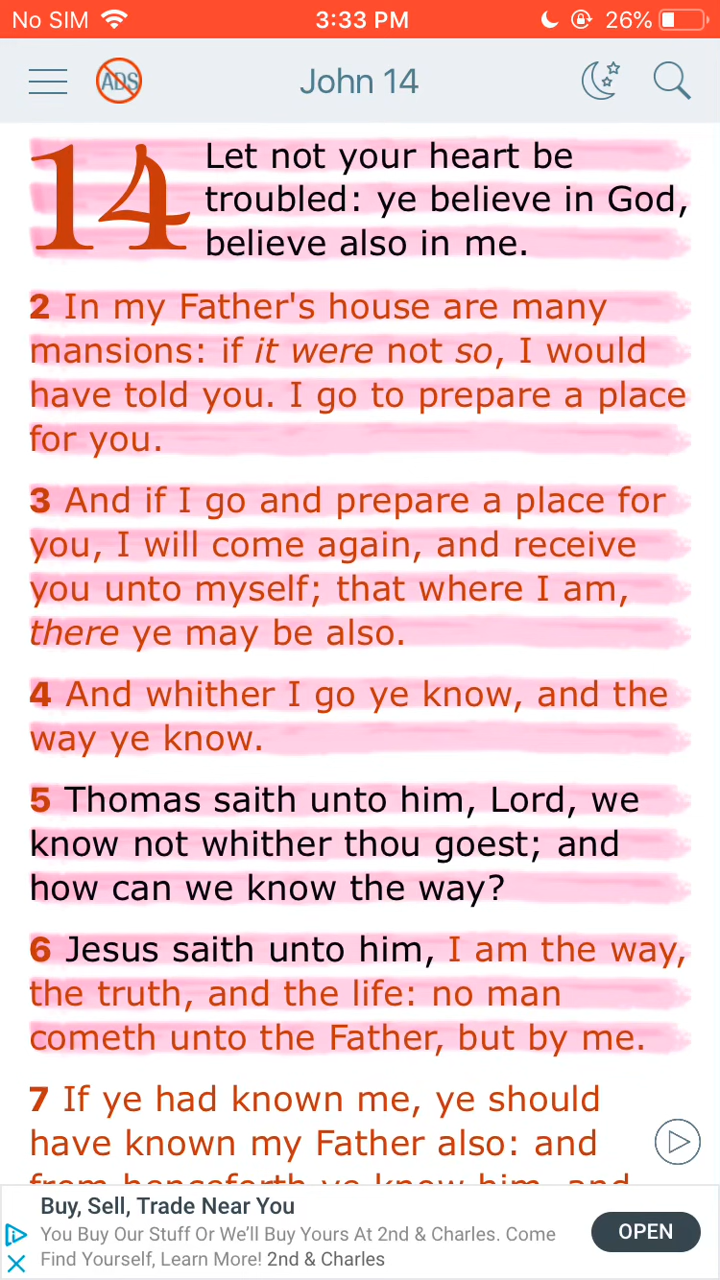 No SIM 3:33 PM 26%
ADS John 14
14 Let not your heart be
troubled: ye believe in God,
believe also in me.
2 In my Father's house are many
mansions: if it were not so, I would
have told you. I go to prepare a place
for you.
3 And if I go and prepare a place for
you, I will come again, and receive
you unto myself; that where I am,
there ye may be also.
4 And whither I go ye know, and the
way ye know.
5 Thomas saith unto him, Lord, we
know not whither thou goest; and
how can we know the way?
6 Jesus saith unto him, I am the way,
the truth, and the life: no man
cometh unto the Father, but by me.
7 If ye had known me, ye should
have known my Father also: and
from henceforth ye know him, and
Buy, Sell, Trade Near You
You Buy Our Stuff Or We'll Buy Yours At 2nd & Charles. Come
Find Yourself, Learn More! 2nd & Charles
OPEN